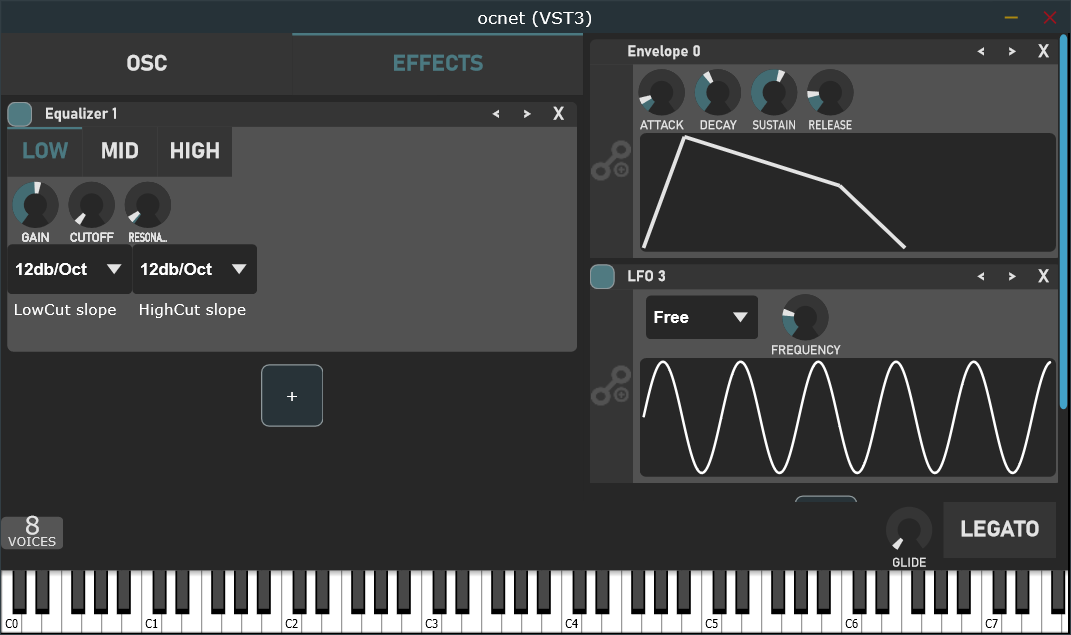 ocnet (VST3)
OSC
EFFECTS
Equalizer 1
< > X
LOW MID HIGH
GAIN CUTOFF RESONA...
12db/Oct 12db/Oct
LowCut slope HighCut slope
+
Envelope 0
< > X
ATTACK DECAY SUSTAIN RELEASE
LFO 3
< > X
Free
FREQUENCY
8
VOICES
GLIDE
LEGATO
C0 C1 C2 C3 C4 C5 C6 C7